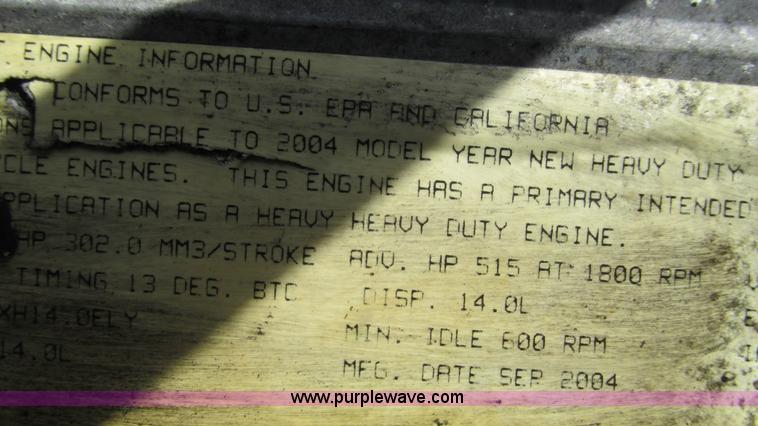 ENGINE INFORMATION
CONFORMS TO U.S. EPA AND CALIFORNIA
APPLICABLE TO 2004 MODEL YEAR NEW HEAVY DUTY
CLE ENGINES. THIS ENGINE HAS A PRIMARY INTENDED
APPLICATION AS A HEAVY HEAVY DUTY ENGINE.
HP 302.0 MM3/STROKE ADV. HP 515 AT 1800 RPM
TIMING 13 DEG. BTC DISP. 14.0L
XH14.0ELY
MIN. IDLE 600 RPM
14.0L
MFG. DATE SEP 2004
www.purplewave.com